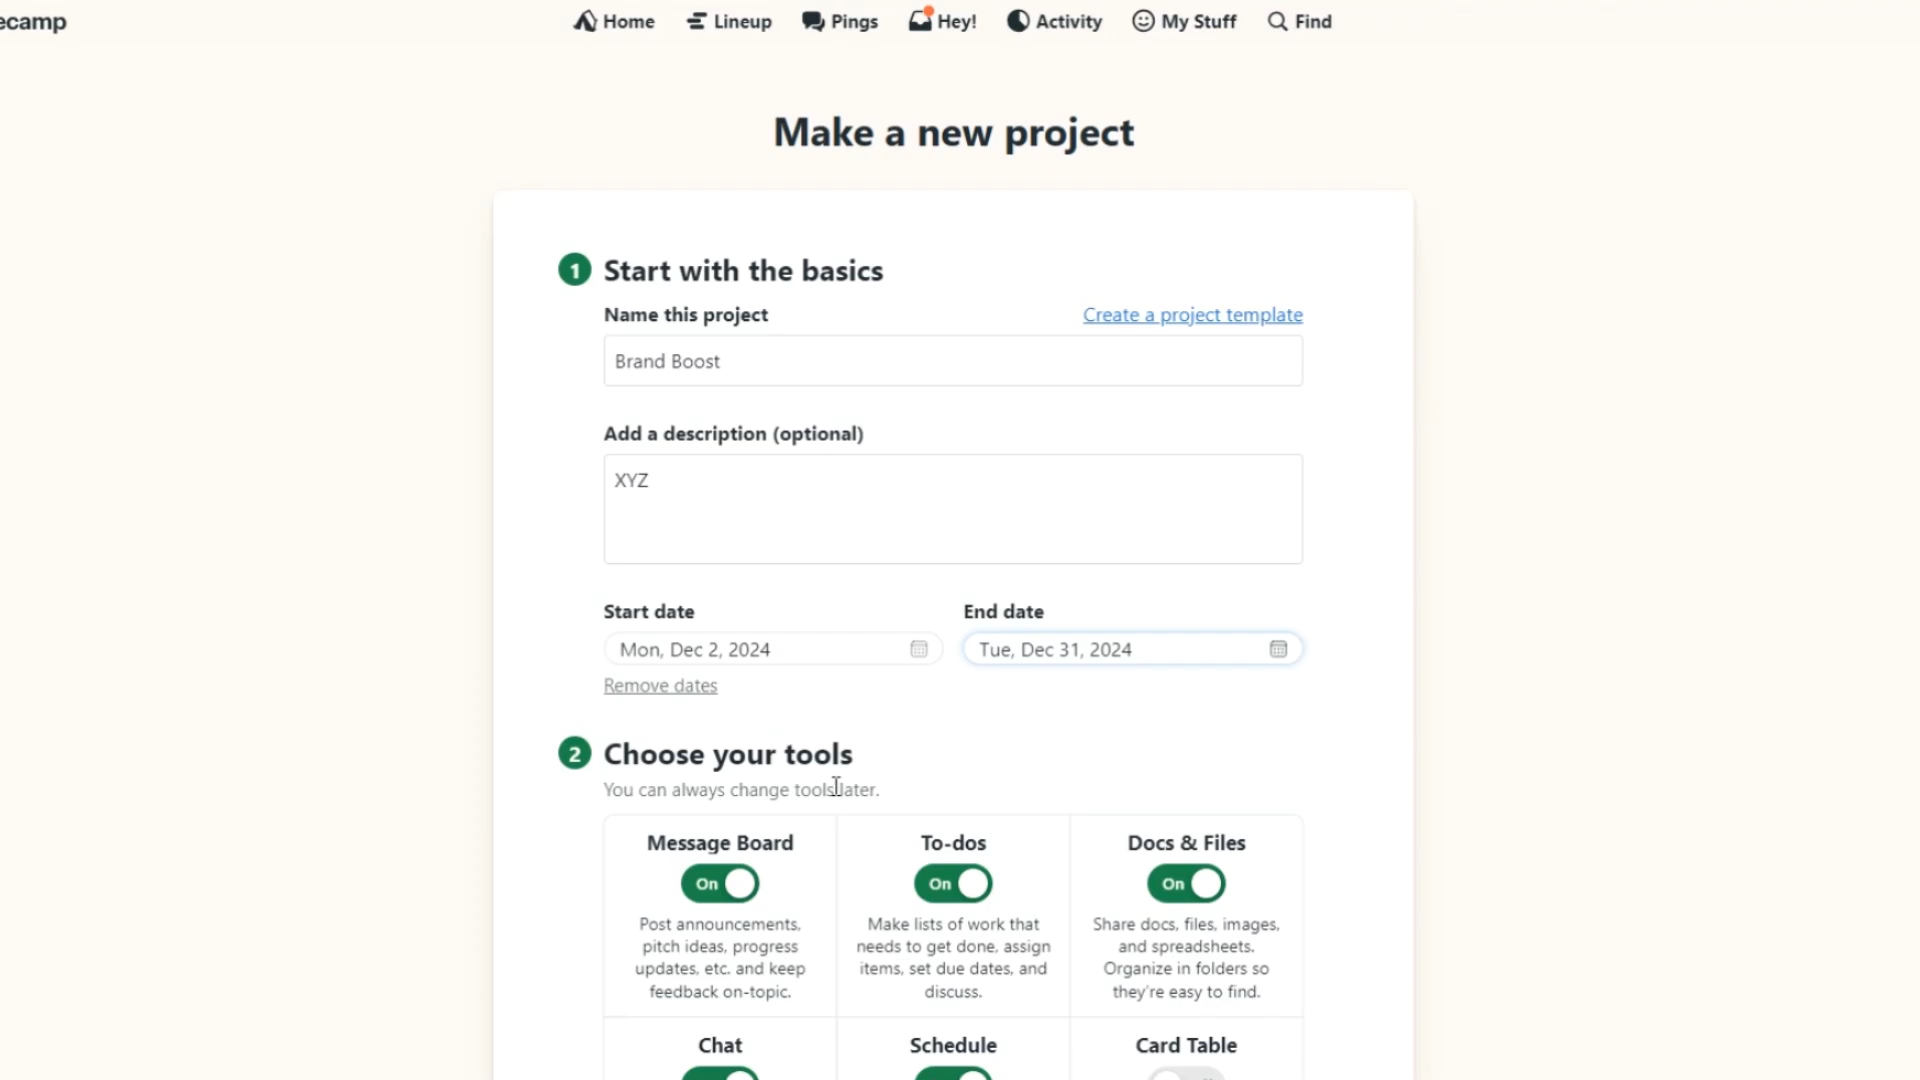 ecamp
Home Lineup Pings Hey! Activity My Stuff Find
Make a new project
1 Start with the basics
Name this project Create a project template
Brand Boost
Add a description (optional)
XYZ
Start date End date
Mon, Dec 2, 2024 Tue, Dec 31, 2024
Remove dates
2 Choose your tools
You can always change tools later.
Message Board To-dos Docs & Files
On On On
Post announcements, Make lists of work that Share docs, files, images,
pitch ideas, progress needs to get done, assign and spreadsheets.
updates, etc. and keep items, set due dates, and Organize in folders so
feedback on-topic. discuss. they're easy to find.
Chat Schedule Card Table